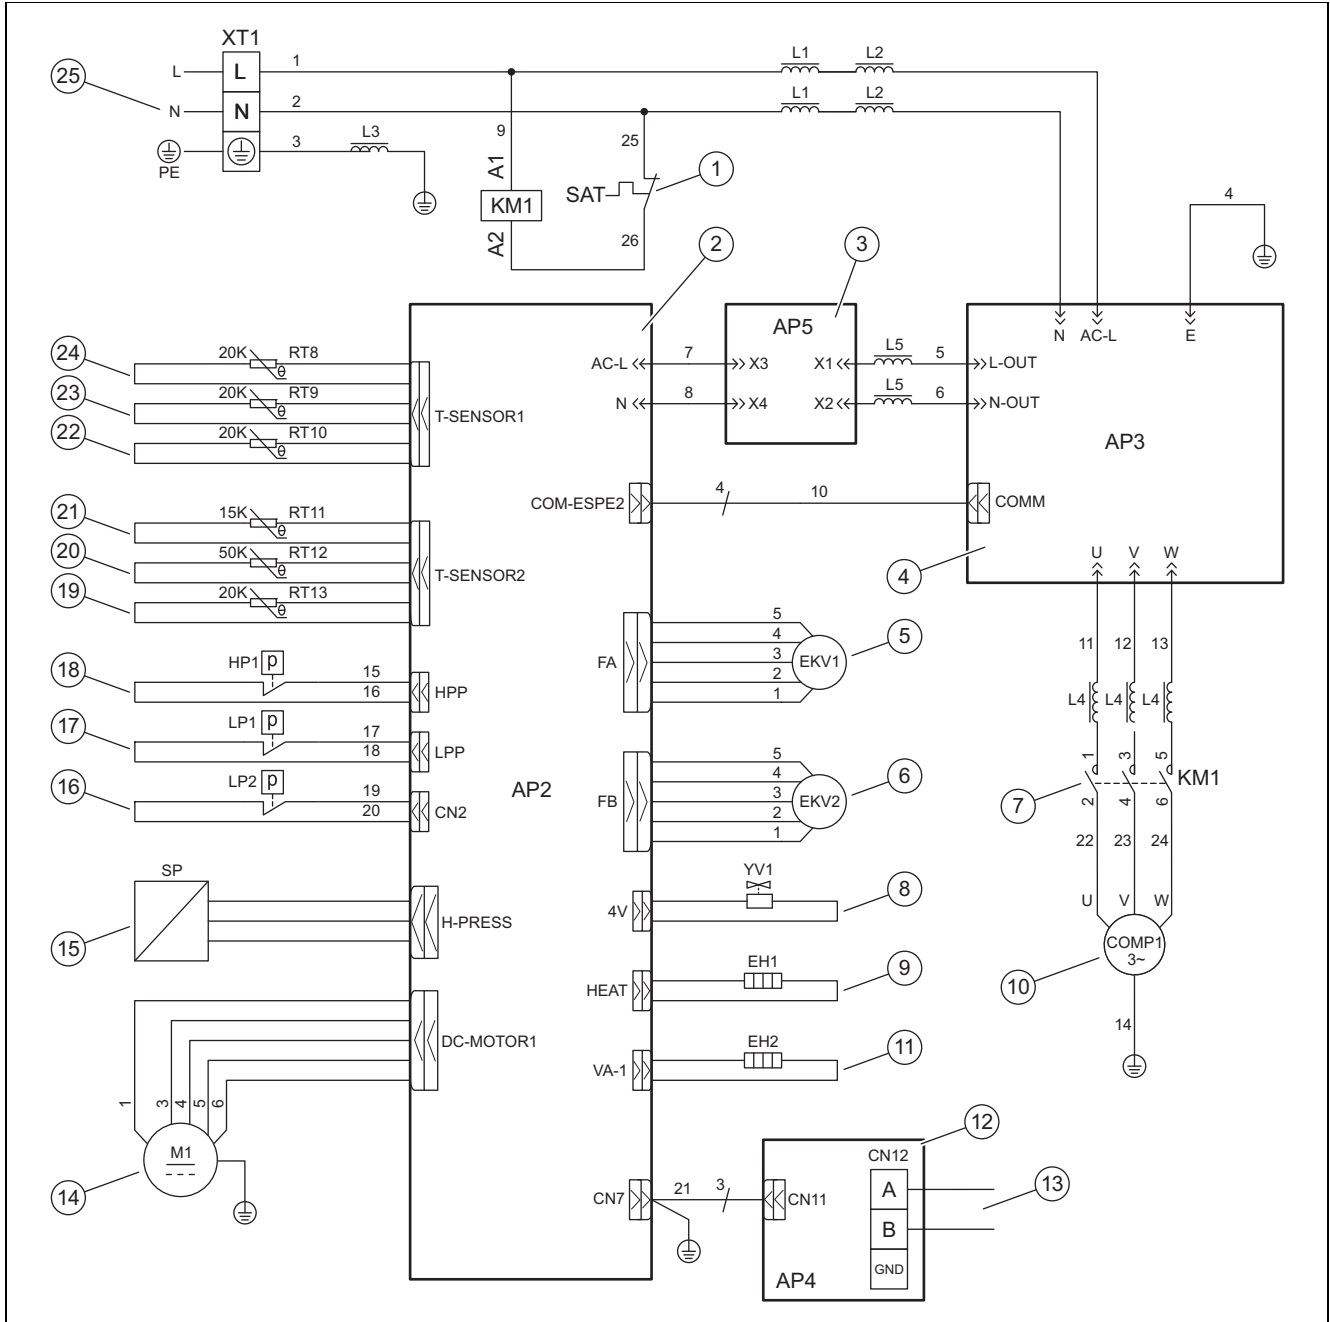 XT1
L L 1 L1 L2
25
N N 2 L1 L2
3 L3
PE
9 25
A1
SAT 1
KM1
A2 26
4
2 3
N AC-L E
AP5
24 20K RT8
AC-L 7 X3 X1 L5 5 L-OUT
23 20K RT9
N 8 X4 X2 L5 6 N-OUT
T-SENSOR1
22 20K RT10
AP3
COM-ESPE2 4 10 COMM
21 15K RT11
20 50K RT12
T-SENSOR2
19 20K RT13
4
U V W
5
4
FA 3 EKV1 5
2
1
11 12 13
18 HP1 p 15
16 HPP
L4 L4 L4
17 LP1 p 17
18 LPP
16 LP2 p 19
20 CN2
AP2
5
4
FB 3 EKV2 6
2
1
1 3 5
7 KM1
2 4 6
22 23 24
SP
15 H-PRESS
YV1
4V 8
U V W
COMP1
3~
10
EH1
HEAT 9
14
DC-MOTOR1
EH2
VA-1 11
1 3 4 5 6
M1
14
12
CN12
CN7 21 3 CN11 A 13
B
GND
AP4